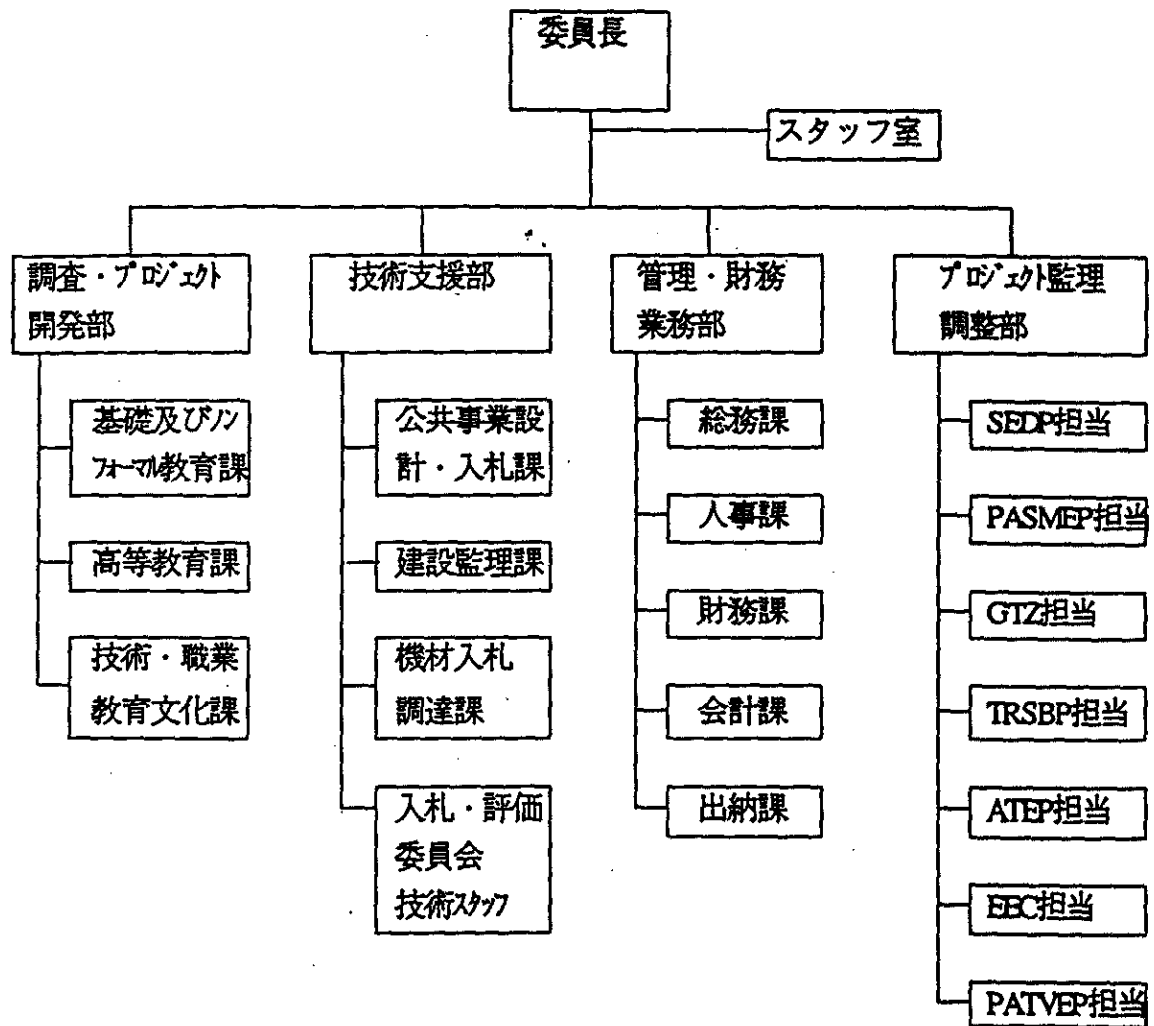 委員長
スタッフ室
調査・プロジェクト
開発部
基礎及びノン
フォーマル教育課
高等教育課
技術・職業
教育文化課
技術支援部
公共事業設
計・入札課
建設監理課
機材入札
調達課
入札・評価
委員会
技術スタッフ
管理・財務
業務部
総務課
人事課
財務課
会計課
出納課
プロジェクト監理
調整部
SEDP担当
PASMEP担当
GTZ担当
TRSBP担当
ATEP担当
EEC担当
PATVEP担当